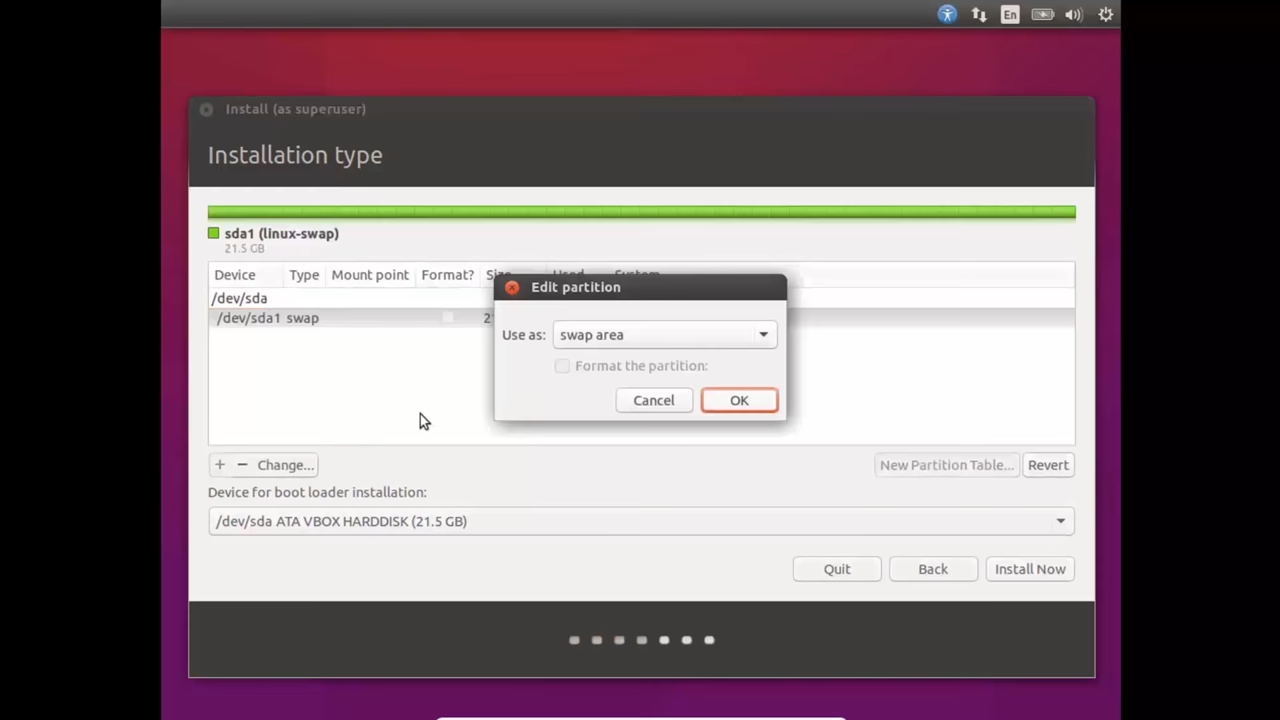 En
Install (as superuser)
Installation type
sda1 (linux-swap)
21.5 GB
Device Type Mount point Format?
/dev/sda
/dev/sda1 swap
Edit partition
Use as: swap area
Format the partition:
Cancel OK
+ − Change... New Partition Table... Revert
Device for boot loader installation:
/dev/sda ATA VBOX HARDDISK (21.5 GB)
Quit Back Install Now